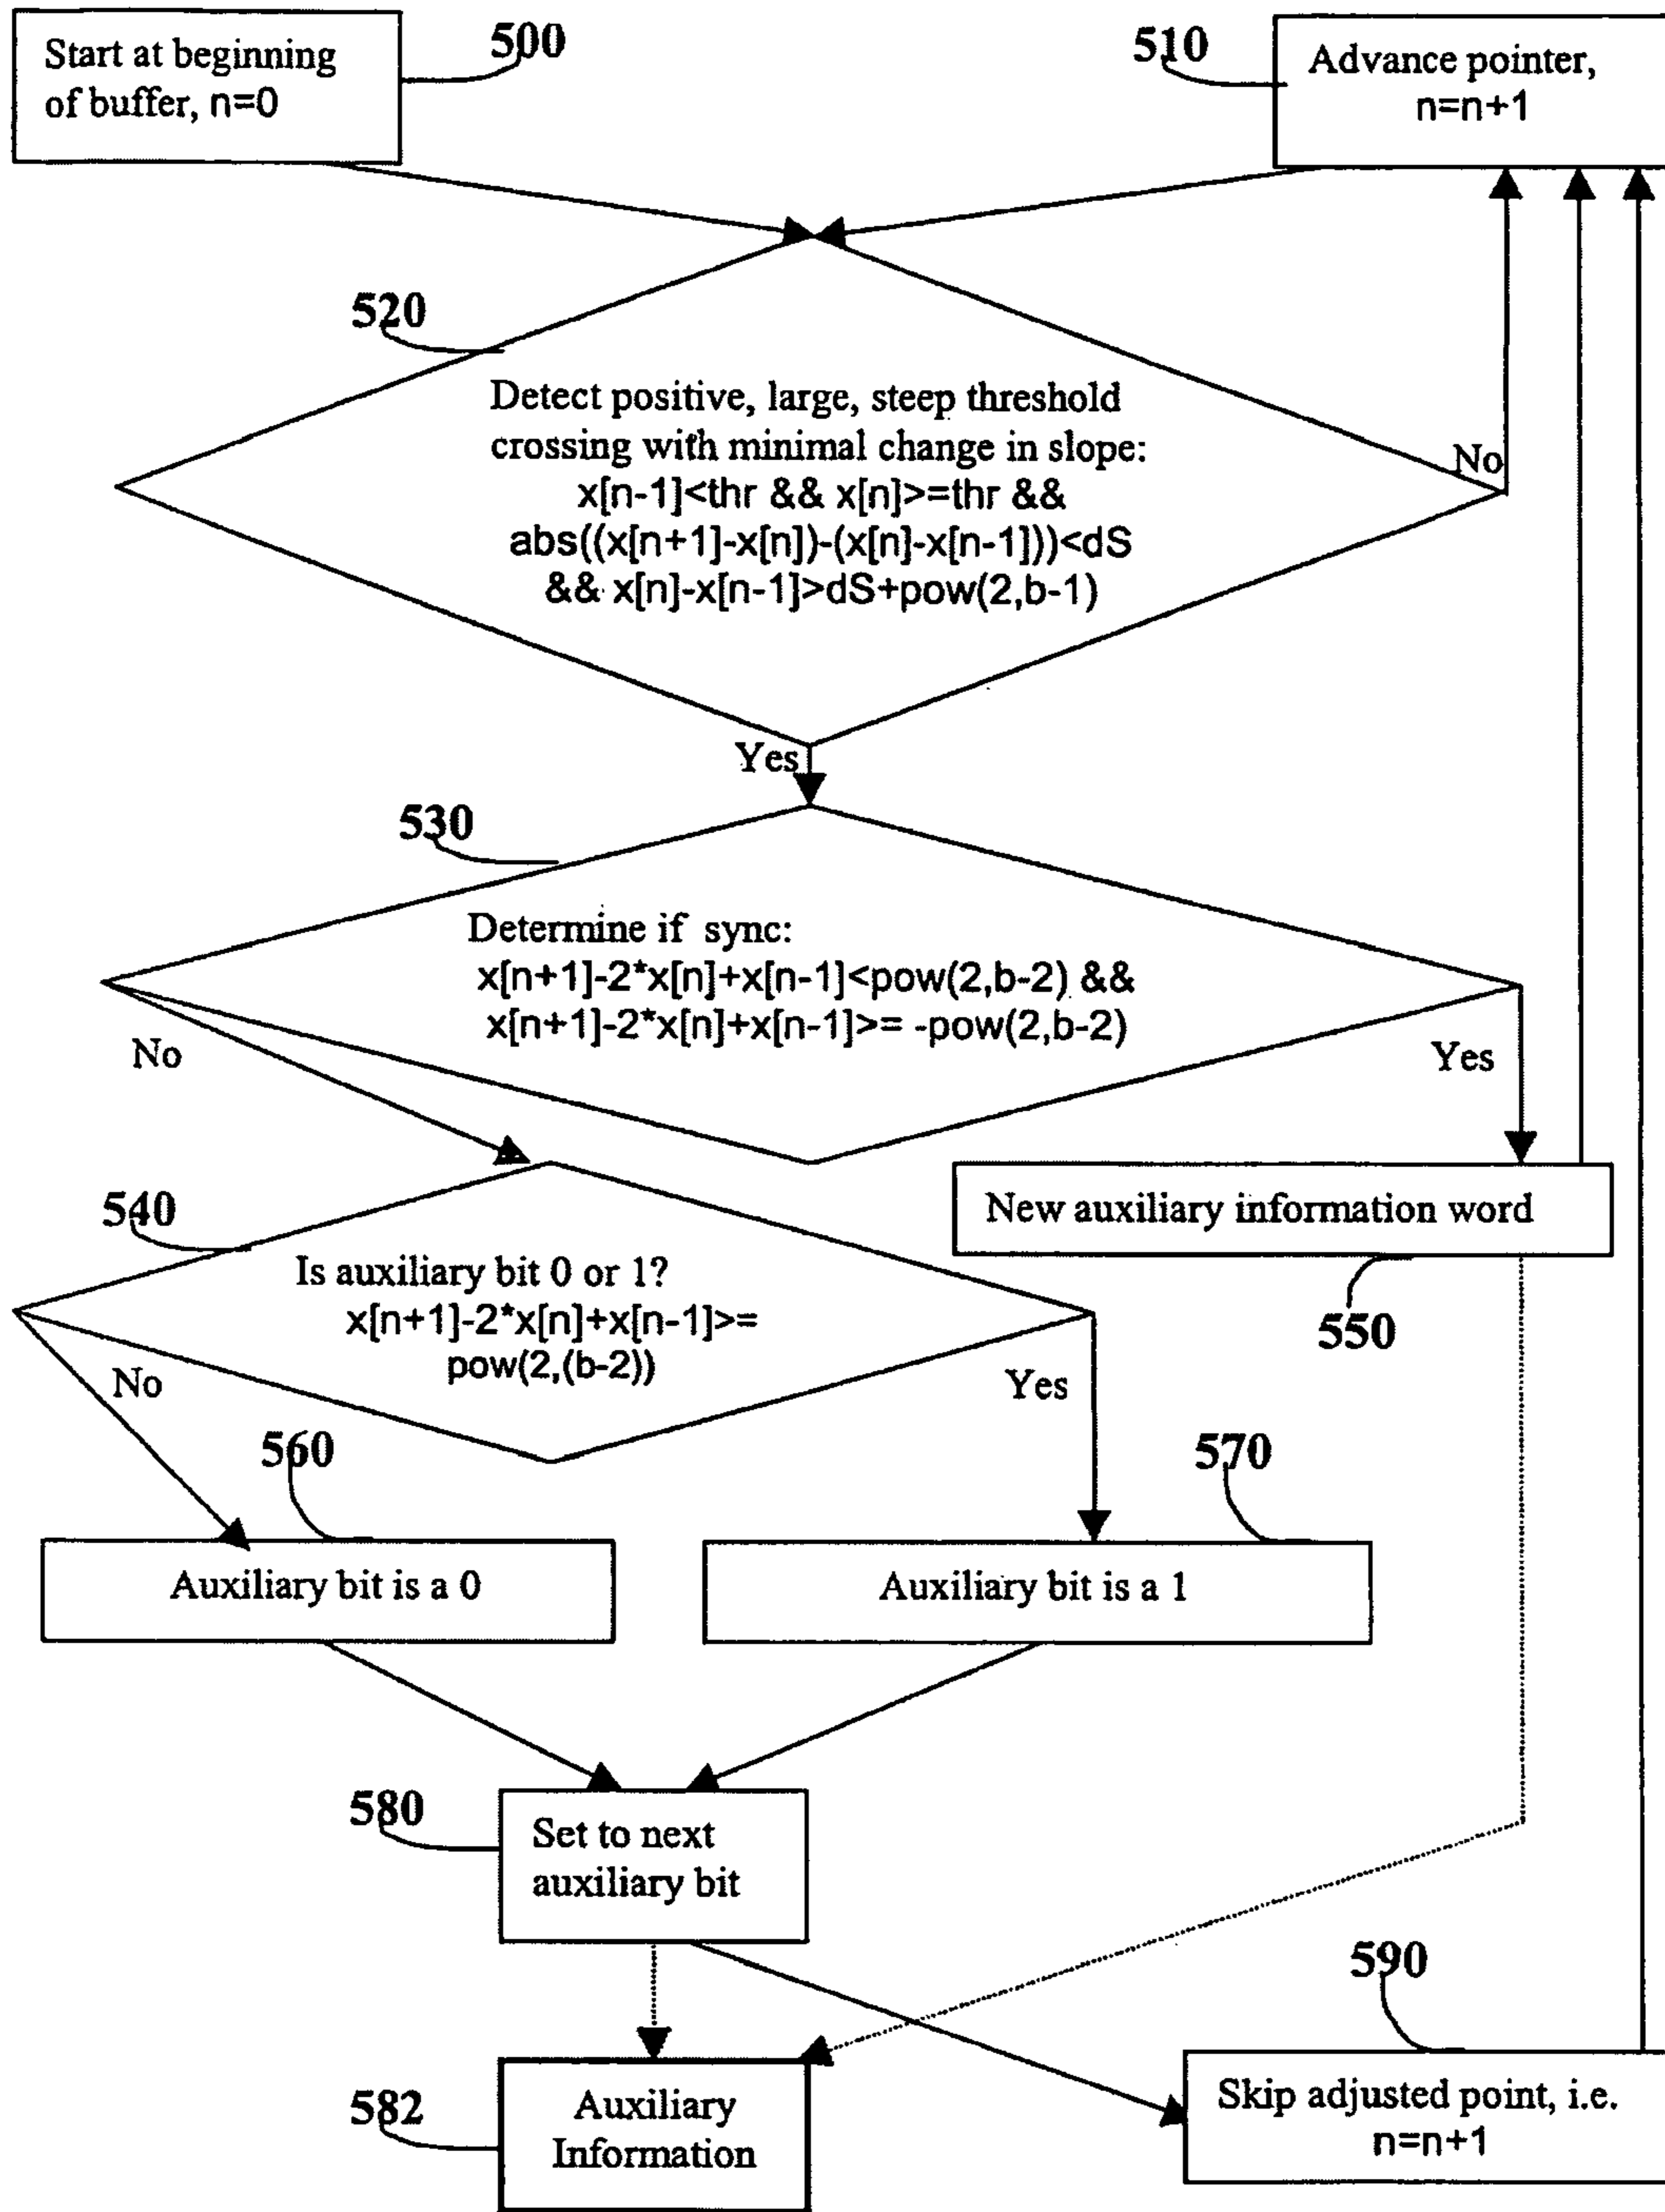 500
Start at beginning
of buffer, n=0
510
Advance pointer,
n=n+1
520
Detect positive, large, steep threshold
crossing with minimal change in slope:
x[n-1]<thr && x[n]>=thr &&
abs((x[n+1]-x[n])-(x[n]-x[n-1]))<dS
&& x[n]-x[n-1]>dS+pow(2,b-1)
No
Yes
530
Determine if sync:
x[n+1]-2*x[n]+x[n-1]<pow(2,b-2) &&
x[n+1]-2*x[n]+x[n-1]>= -pow(2,b-2)
No
Yes
540
Is auxiliary bit 0 or 1?
x[n+1]-2*x[n]+x[n-1]>=
pow(2,(b-2))
No
Yes
New auxiliary information word
550
560
Auxiliary bit is a 0
570
Auxiliary bit is a 1
580
Set to next
auxiliary bit
582
Auxiliary
Information
590
Skip adjusted point, i.e.
n=n+1